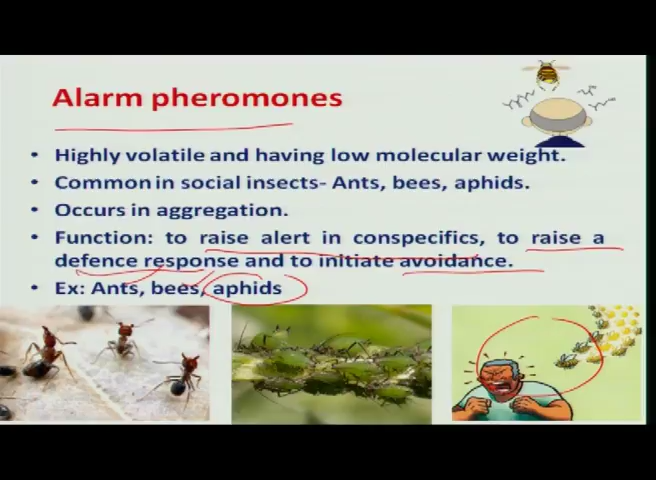 Alarm pheromones
• Highly volatile and having low molecular weight.
• Common in social insects- Ants, bees, aphids.
• Occurs in aggregation.
• Function: to raise alert in conspecifics, to raise a
defence response and to initiate avoidance.
• Ex: Ants, bees, aphids